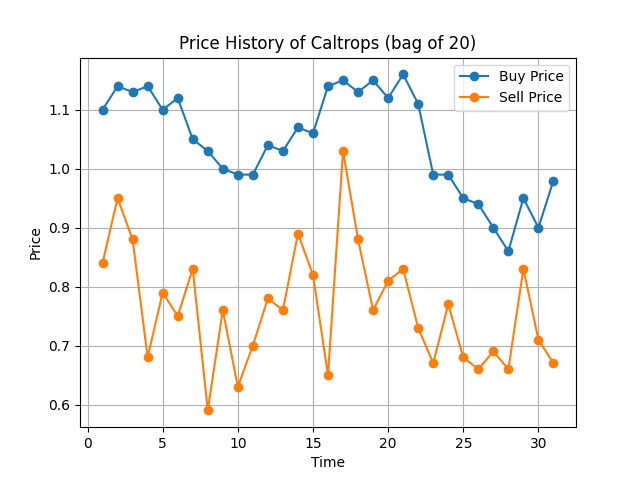 Price History of Caltrops (bag of 20)
Buy Price
Sell Price
1.1
1.0
0.9
0.8
0.7
0.6
Price
0 5 10 15 20 25 30
Time